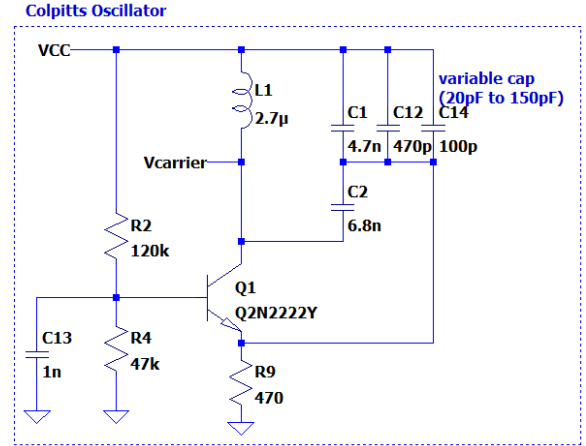 Colpitts Oscillator
VCC
L1
2.7µ
variable cap
(20pF to 150pF)
C1
4.7n
C12
470p
C14
100p
Vcarrier
C2
6.8n
R2
120k
Q1
Q2N2222Y
C13
1n
R4
47k
R9
470